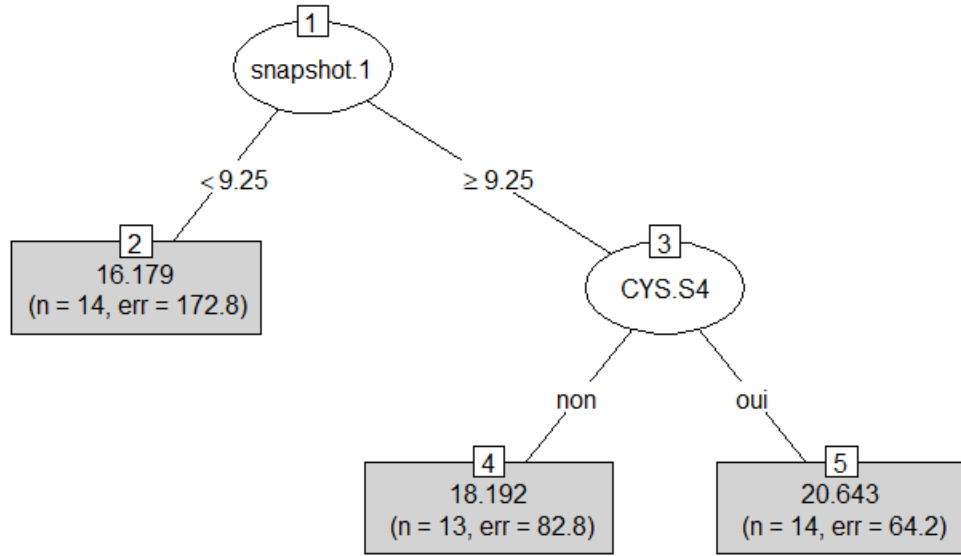 1
snapshot.1
< 9.25
≥ 9.25
2
16.179
(n = 14, err = 172.8)
3
CYS.S4
non
oui
4
18.192
(n = 13, err = 82.8)
5
20.643
(n = 14, err = 64.2)